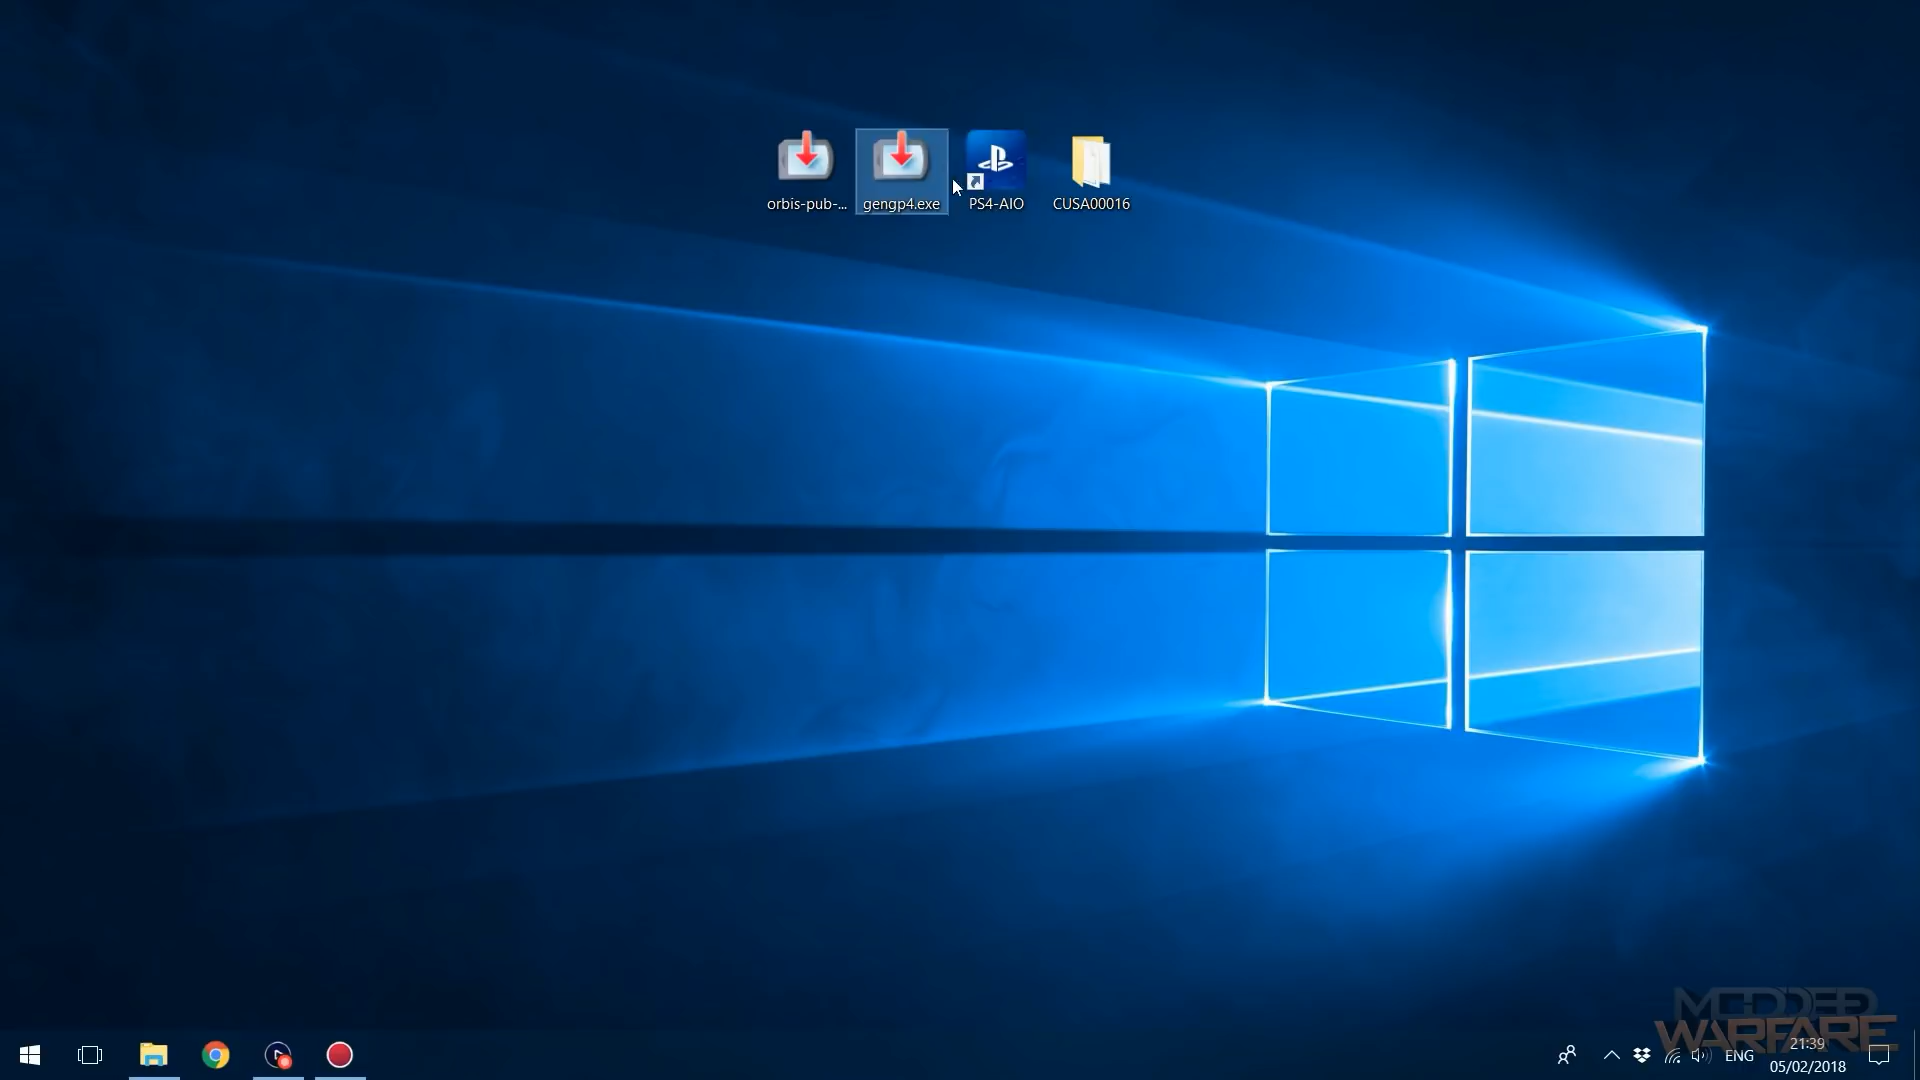 orbis-pub-...
gengp4.exe
PS4-AIO
CUSA00016
MODDED
WARFARE
ENG
21:39
05/02/2018